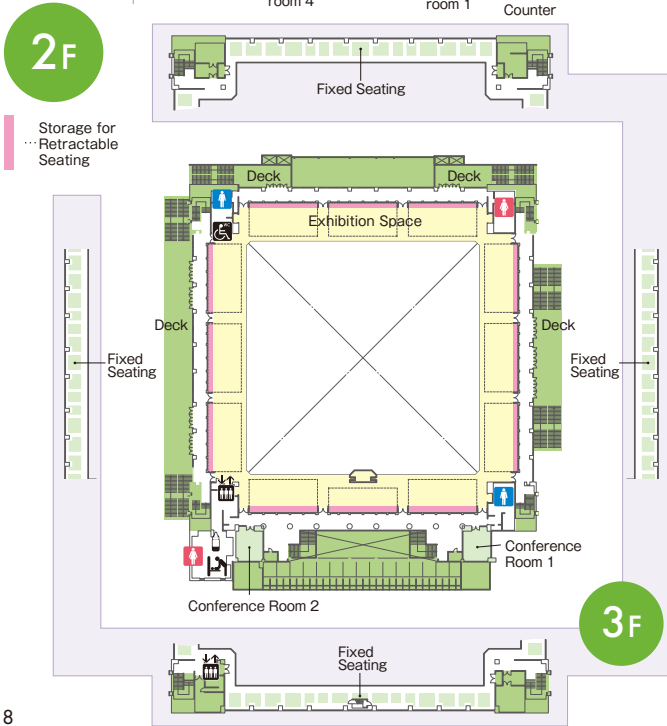 room 4
room 1
Counter
2F
Storage for
…Retractable
Seating
Fixed Seating
Deck
Deck
Exhibition Space
Deck
Deck
Fixed
Seating
Fixed
Seating
Conference
Room 1
Conference Room 2
3F
Fixed
Seating
8